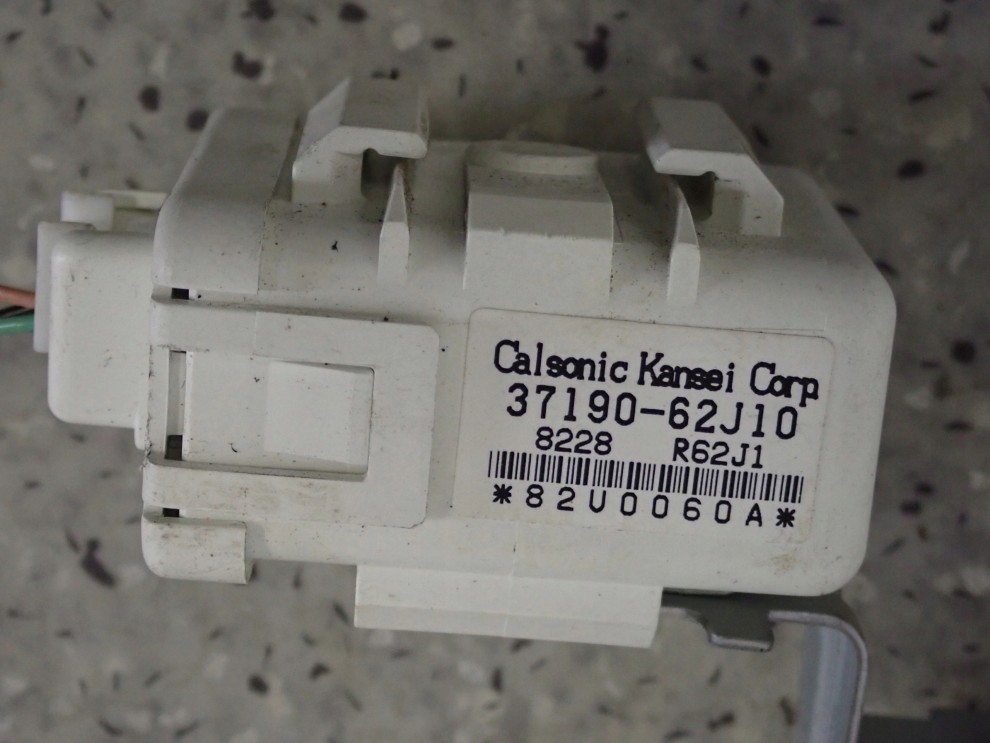 Calsonic Kansei Corp
37190-62J10
8228 R62J1
*82V0060A*